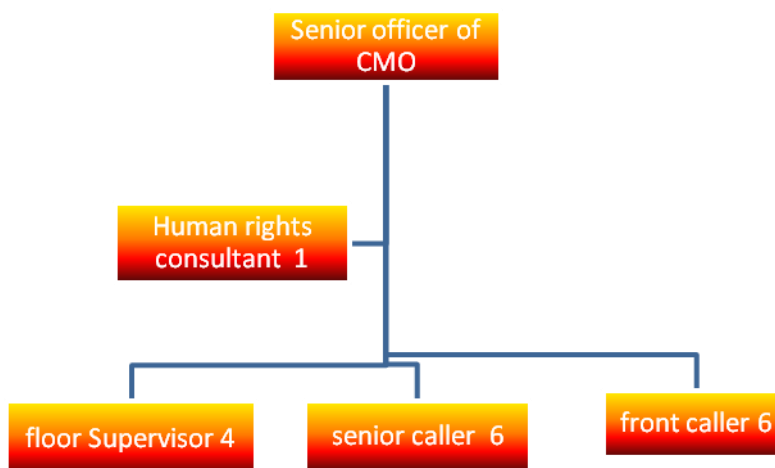 Senior officer of
CMO
Human rights
consultant 1
floor Supervisor 4
senior caller 6
front caller 6